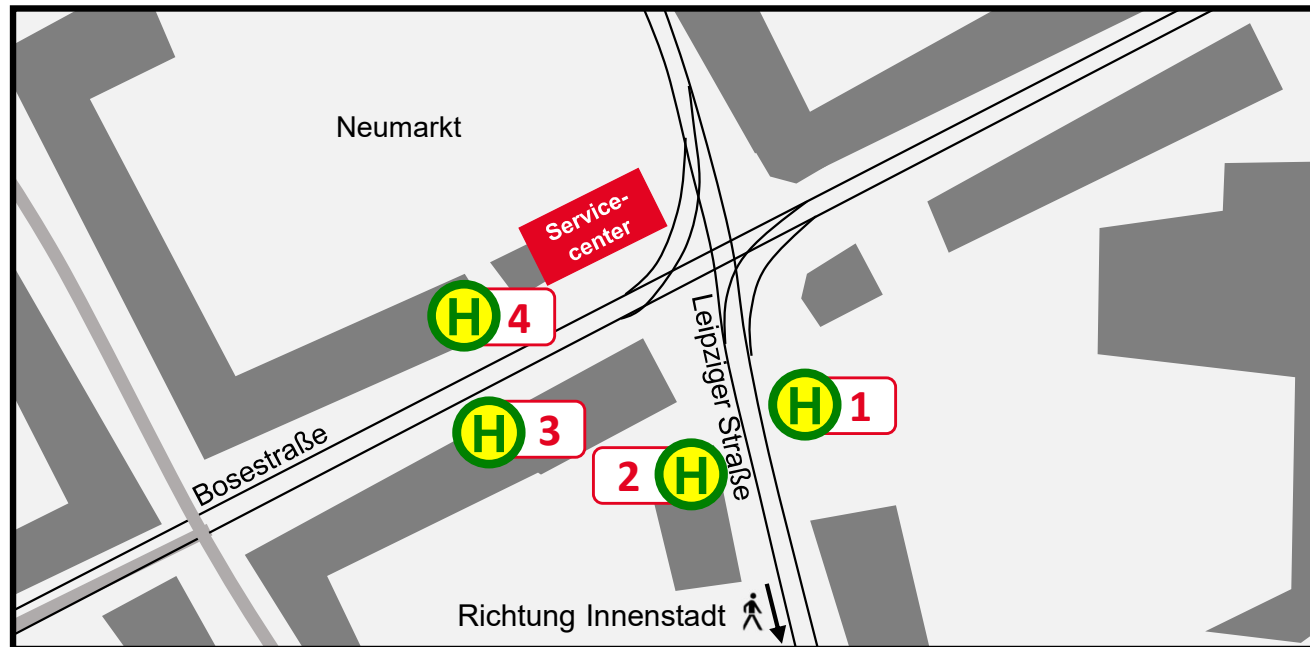 Neumarkt
Service-
center
H 4
Leipziger Straße
H 1
H 3
2 H
Bosestraße
Richtung Innenstadt